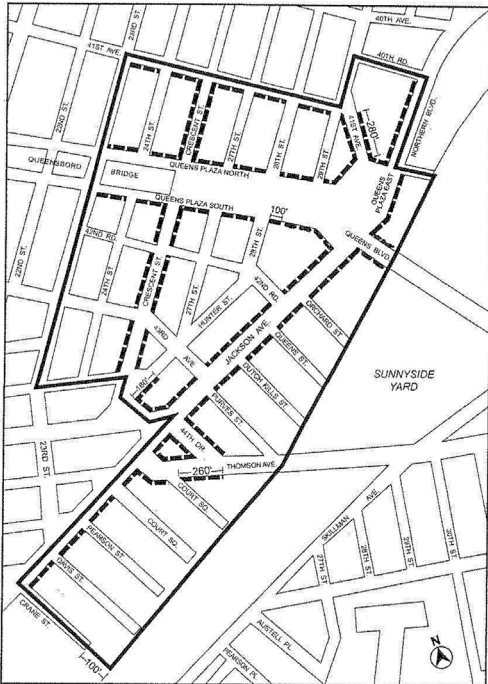 40TH AVE.
23RD ST.
41ST AVE.
40TH RD.
NORTHERN BLVD.
22ND ST.
24TH ST.
CRESCENT ST.
27TH ST.
28TH ST.
29TH ST.
41ST AVE.
280'
QUEENSBORO
BRIDGE
QUEENS PLAZA NORTH
QUEENS
PLAZA EAST
QUEENS PLAZA SOUTH
100'
QUEENS BLVD.
42ND RD.
28TH ST.
22ND ST.
24TH ST.
CRESCENT ST.
27TH ST.
HUNTER ST.
42ND RD.
ORCHARD ST.
43RD
AVE
JACKSON AVE.
QUEENS ST.
DUTCH KILLS ST.
PURVES ST.
180'
SUNNYSIDE
YARD
44TH DR.
23RD ST.
THOMSON AVE.
260'
COURT SQ.
COURT SQ.
SKILLMAN AVE
PEARSON ST
DAVIS ST.
CRANE ST.
100'
27TH ST
28TH ST
29TH ST
30TH ST
AUSTELL PL
PEARSON PL.
N